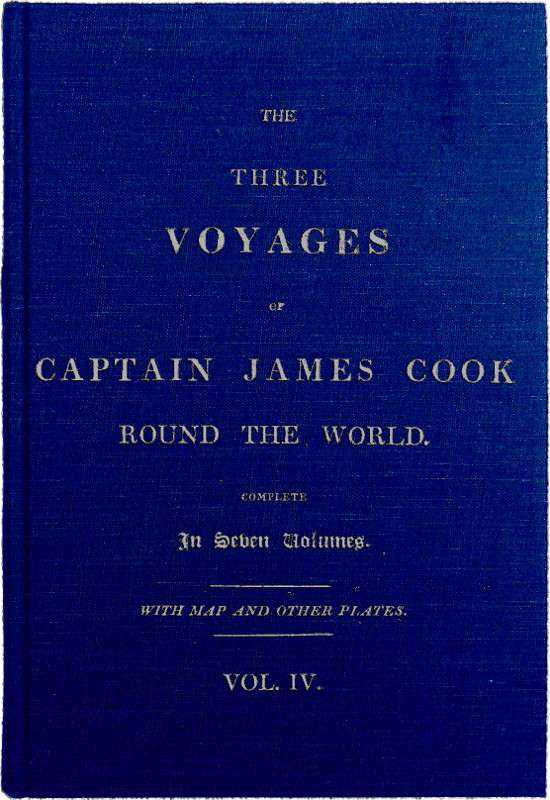 THE
THREE
VOYAGES
OF
CAPTAIN JAMES COOK
ROUND THE WORLD.
COMPLETE
In Seven Volumes.
WITH MAP AND OTHER PLATES.
VOL. IV.